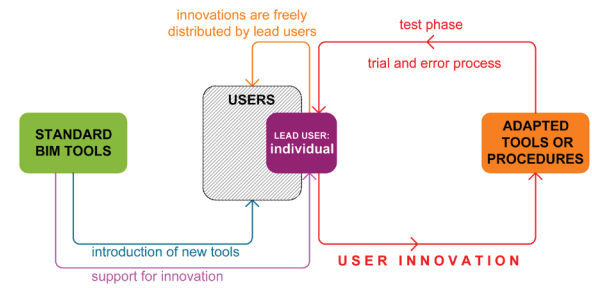 innovations are freely
distributed by lead users
test phase
trial and error process
USERS
STANDARD
BIM TOOLS
LEAD USER:
individual
ADAPTED
TOOLS OR
PROCEDURES
introduction of new tools
support for innovation
USER INNOVATION